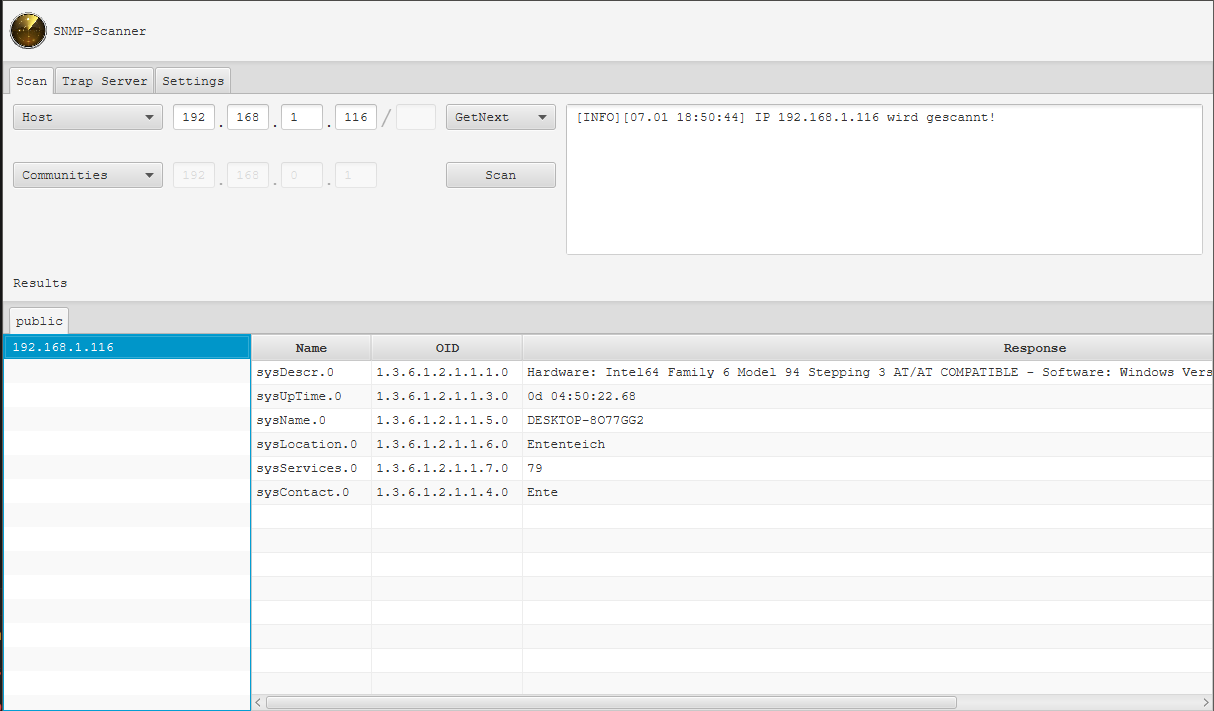 SNMP-Scanner
Scan Trap Server Settings
Host 192 . 168 . 1 . 116 / GetNext
[INFO][07.01 18:50:44] IP 192.168.1.116 wird gescannt!
Communities 192 . 168 . 0 . 1 Scan
Results
public
192.168.1.116
Name OID Response
sysDescr.0 1.3.6.1.2.1.1.1.0 Hardware: Intel64 Family 6 Model 94 Stepping 3 AT/AT COMPATIBLE - Software: Windows Vers
sysUpTime.0 1.3.6.1.2.1.1.3.0 0d 04:50:22.68
sysName.0 1.3.6.1.2.1.1.5.0 DESKTOP-8O77GG2
sysLocation.0 1.3.6.1.2.1.1.6.0 Ententeich
sysServices.0 1.3.6.1.2.1.1.7.0 79
sysContact.0 1.3.6.1.2.1.1.4.0 Ente